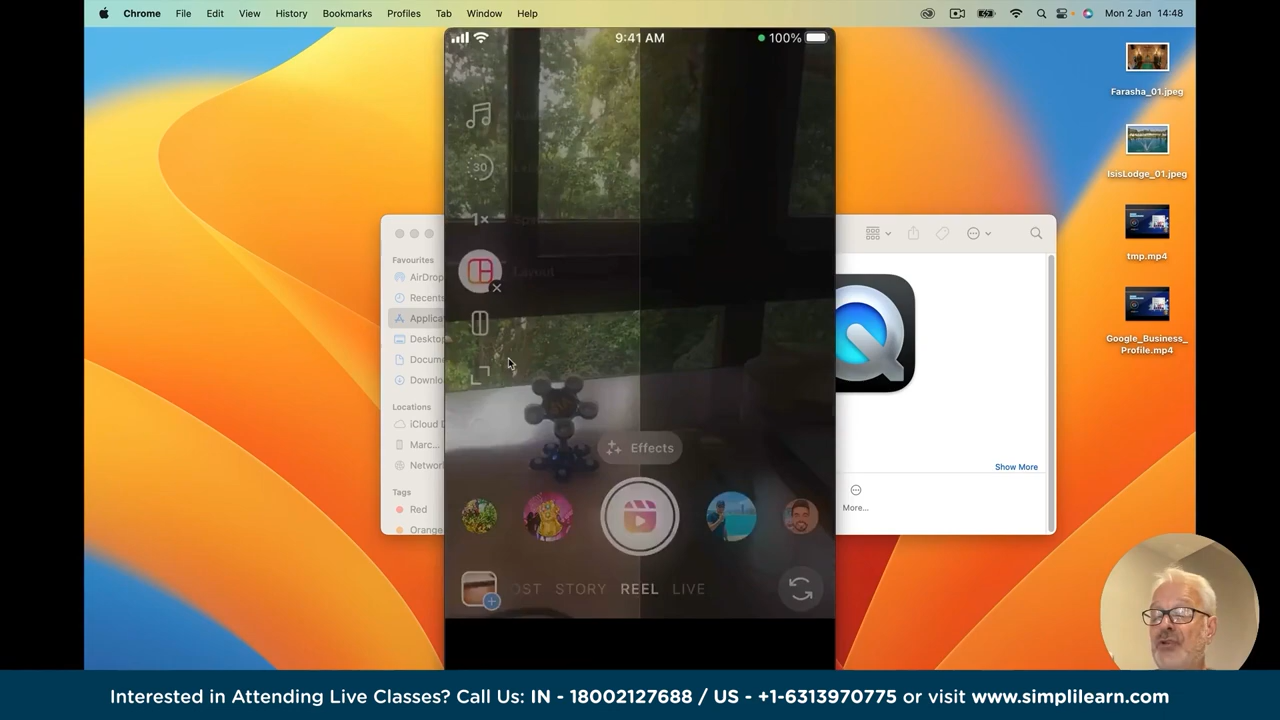 Chrome File Edit View History Bookmarks Profiles Tab Window Help
Mon 2 Jan 14:48
9:41 AM
100%
Farasha_01.jpeg
IsisLodge_01.jpeg
tmp.mp4
Google_Business_
Profile.mp4
30
1×
Layout
Favourites
AirDrop
Recents
Applic
Desktop
Docum
Downlo
Locations
iCloud D
Marc...
Networ
Tags
Red
Orange
Show More
More...
Effects
OST STORY REEL LIVE
Interested in Attending Live Classes? Call Us: IN - 18002127688 / US - +1-6313970775 or visit www.simplilearn.com